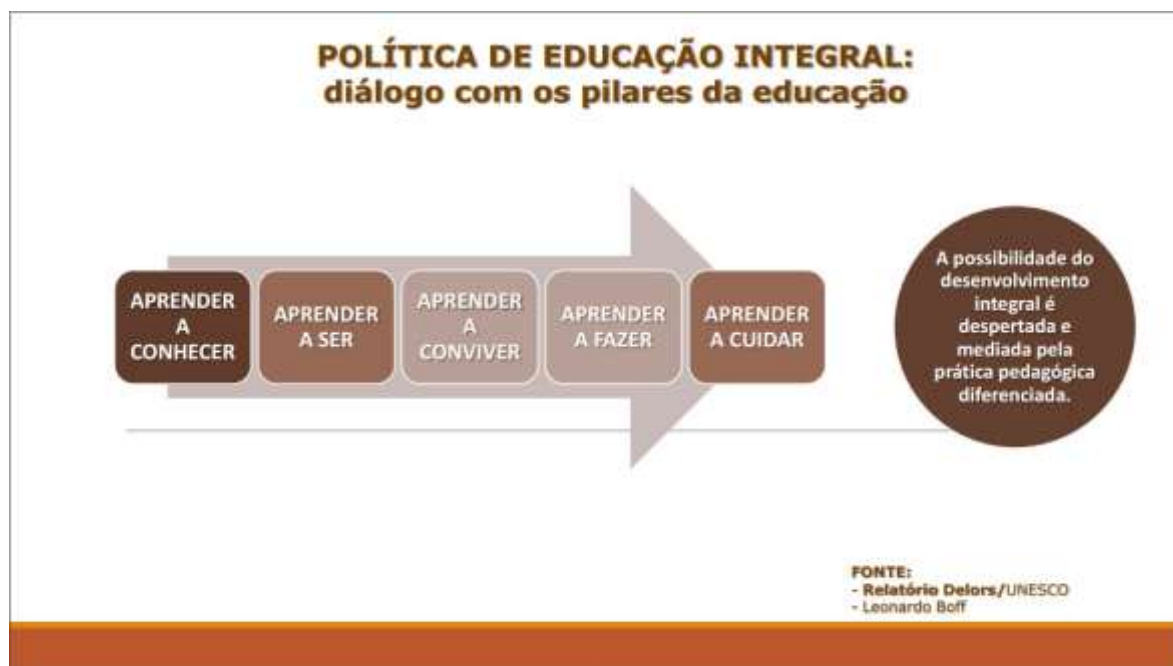 POLÍTICA DE EDUCAÇÃO INTEGRAL:
diálogo com os pilares da educação
APRENDER
A
CONHECER
APRENDER
A SER
APRENDER
A
CONVIVER
APRENDER
A FAZER
APRENDER
A CUIDAR
A possibilidade do
desenvolvimento
integral é
despertada e
mediada pela
prática pedagógica
diferenciada.
FONTE:
- Relatório Delors/UNESCO
- Leonardo Boff